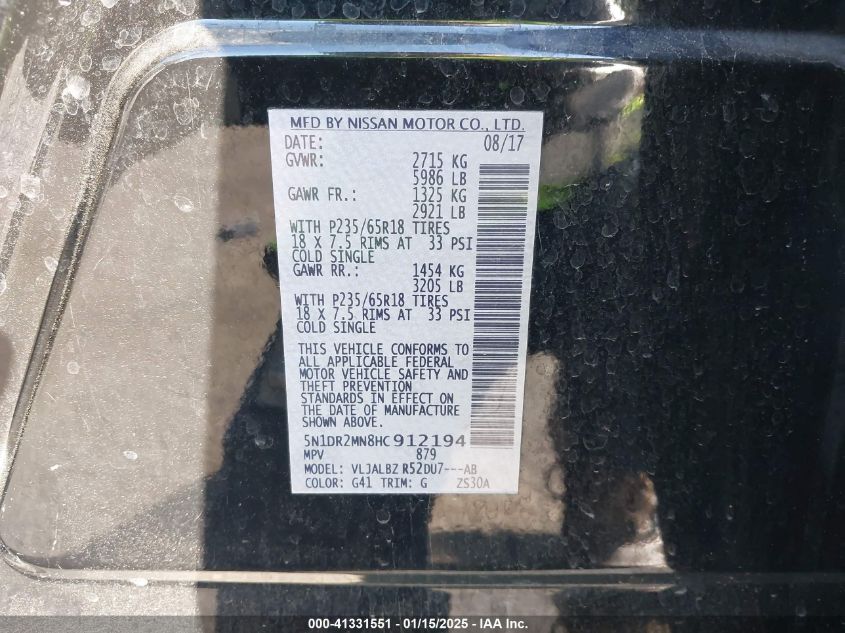 MFD BY NISSAN MOTOR CO., LTD.
DATE: 08/17
GVWR: 2715 KG
5986 LB
GAWR FR.: 1325 KG
2921 LB
WITH P235/65R18 TIRES
18 X 7.5 RIMS AT 33 PSI
COLD SINGLE
GAWR RR.: 1454 KG
3205 LB
WITH P235/65R18 TIRES
18 X 7.5 RIMS AT 33 PSI
COLD SINGLE
THIS VEHICLE CONFORMS TO
ALL APPLICABLE FEDERAL
MOTOR VEHICLE SAFETY AND
THEFT PREVENTION
STANDARDS IN EFFECT ON
THE DATE OF MANUFACTURE
SHOWN ABOVE.
5N1DR2MN8HC912194
MPV 879
MODEL: VLJALBZ R52DU7---AB
COLOR: G41 TRIM: G ZS30A
000-41331551 - 01/15/2025 - IAA Inc.